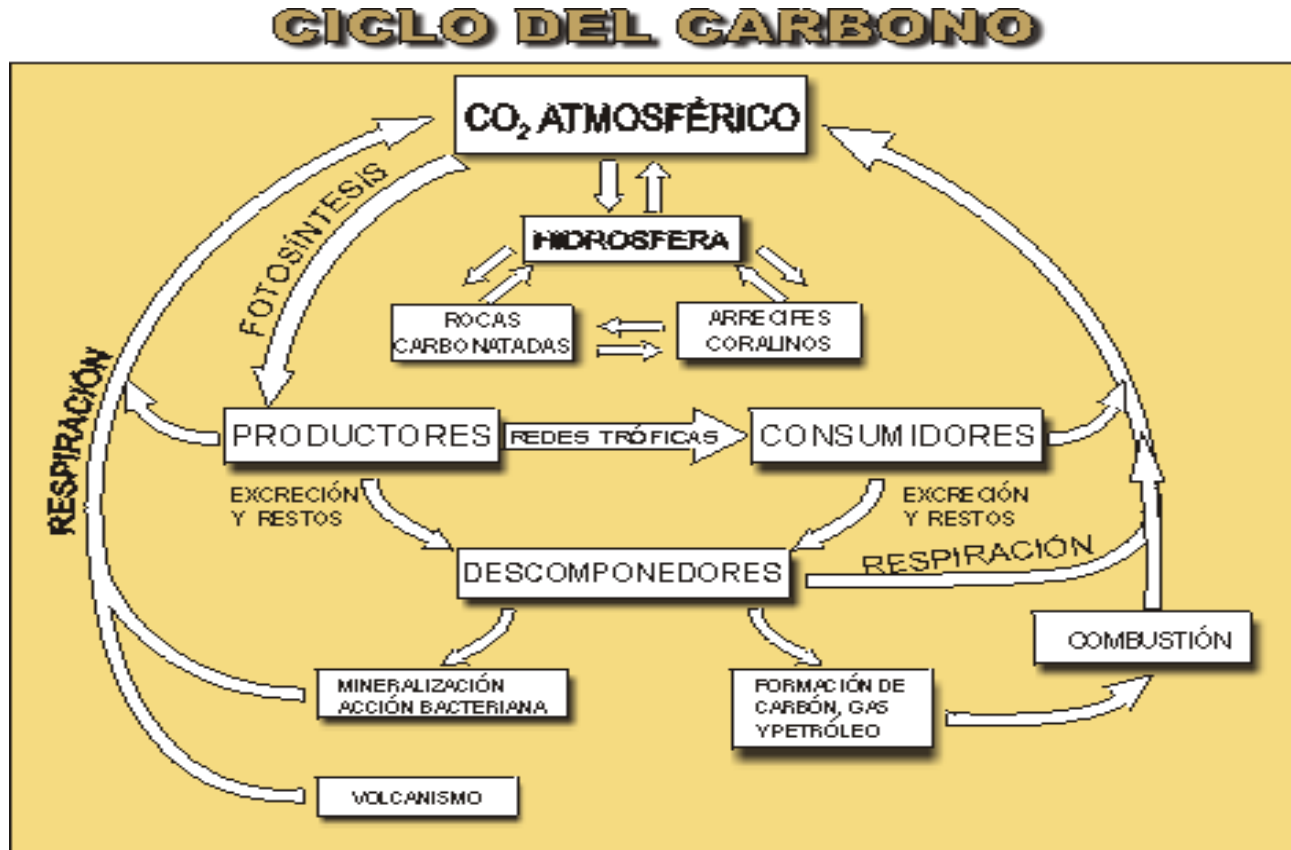 CICLO DEL CARBONO
CO₂ ATMOSFÉRICO
FOTOSÍNTESIS
HIDROSFERA
ROCAS
CARBONATADAS
ARRECIFES
CORALINOS
RESPIRACIÓN
PRODUCTORES
REDES TRÓFICAS
CONSUMIDORES
EXCRECIÓN
Y RESTOS
EXCRECIÓN
Y RESTOS
DESCOMPONEDORES
RESPIRACIÓN
COMBUSTIÓN
MINERALIZACIÓN
ACCIÓN BACTERIANA
FORMACIÓN DE
CARBÓN, GAS
YPETRÓLEO
VOLCANISMO